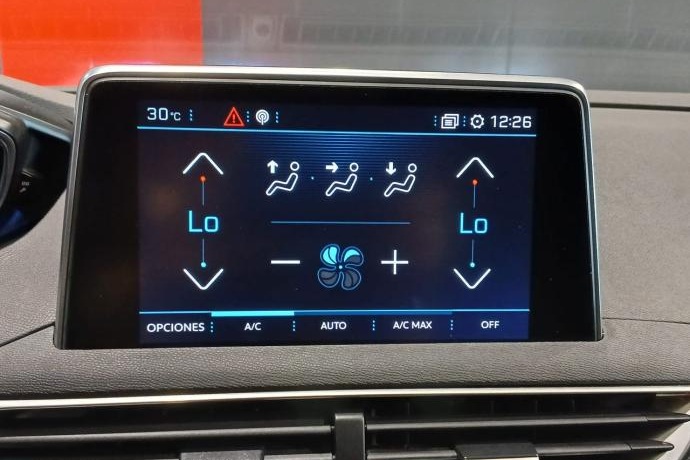 30°C 12:26
Lo Lo
OPCIONES A/C AUTO A/C MAX OFF